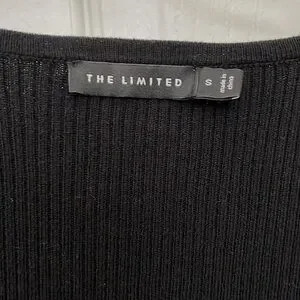 THE LIMITED
S
made in
china